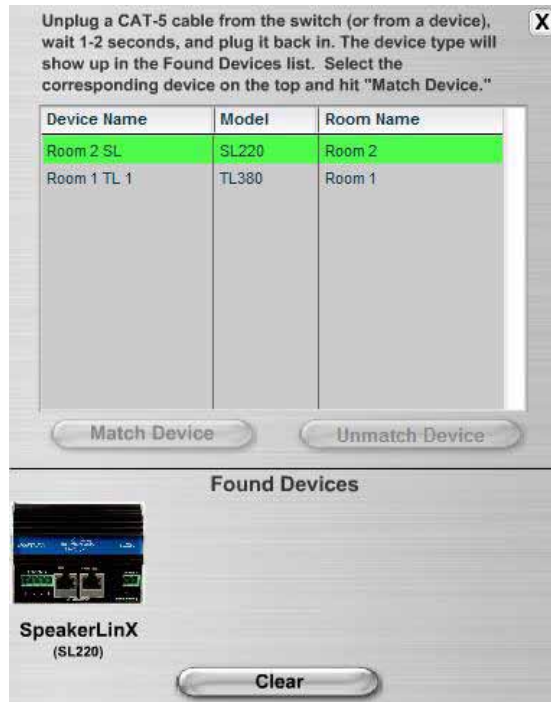 Unplug a CAT-5 cable from the switch (or from a device),
wait 1-2 seconds, and plug it back in. The device type will
show up in the Found Devices list. Select the
corresponding device on the top and hit "Match Device."
X
Device Name Model Room Name
Room 2 SL SL220 Room 2
Room 1 TL 1 TL380 Room 1
Match Device Unmatch Device
Found Devices
SpeakerLinX
(SL220)
Clear